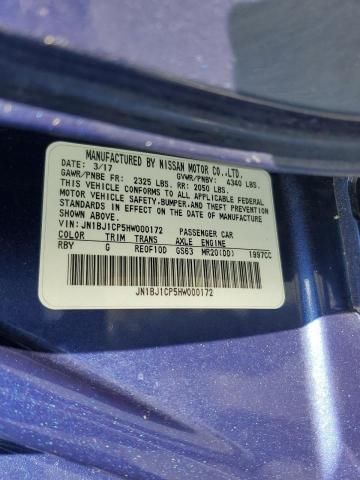 MANUFACTURED BY NISSAN MOTOR CO.,LTD.
DATE: 3/17 GVWR/PNBV: 4340 LBS.
GAWR/PNBE FR: 2325 LBS. RR: 2050 LBS.
THIS VEHICLE CONFORMS TO ALL APPLICABLE FEDERAL
MOTOR VEHICLE SAFETY,BUMPER,AND THEFT PREVENTION
STANDARDS IN EFFECT ON THE DATE OF MANUFACTURE
SHOWN ABOVE.
VIN: JN1BJ1CP5HW000172 PASSENGER CAR
COLOR TRIM TRANS AXLE ENGINE
RBY G RE0F10D GS63 MR20(DD) 1997CC
JN1BJ1CP5HW000172